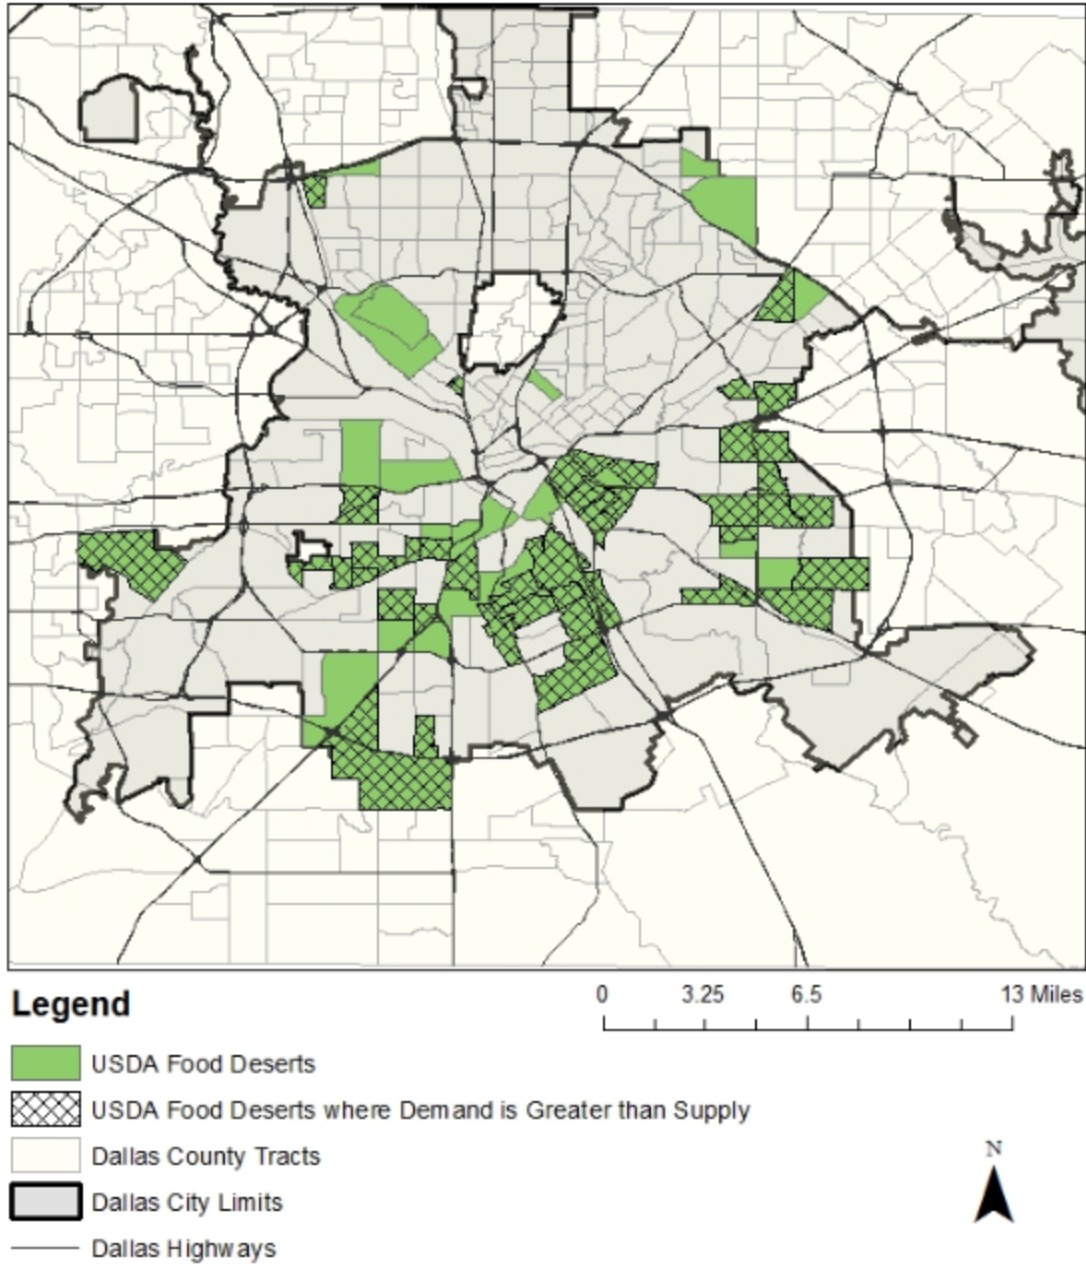 Legend
0 3.25 6.5 13 Miles
USDA Food Deserts
USDA Food Deserts where Demand is Greater than Supply
Dallas County Tracts
Dallas City Limits
Dallas Highways
N